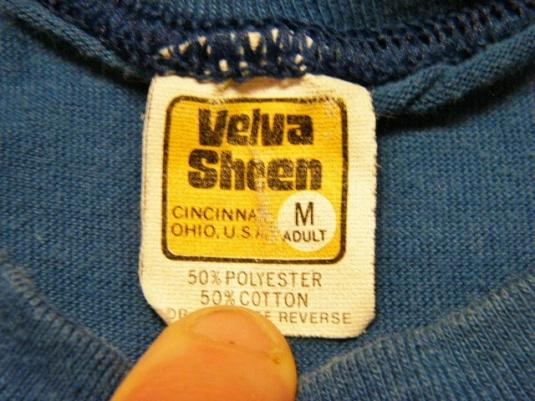 Velva
Sheen
CINCINNA
OHIO, U.S.A.
M
ADULT
50% POLYESTER
50% COTTON
REVERSE